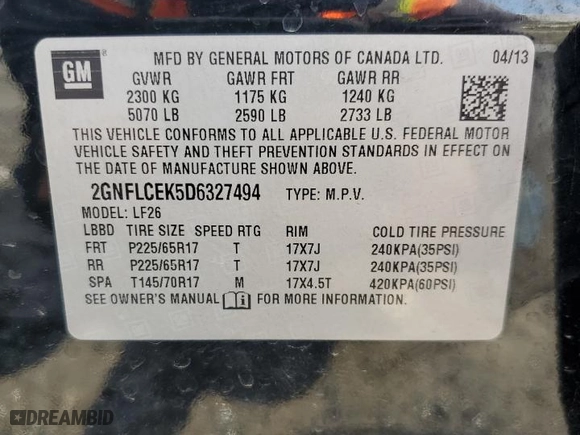 GM
MFD BY GENERAL MOTORS OF CANADA LTD. 04/13
GVWR GAWR FRT GAWR RR
2300 KG 1175 KG 1240 KG
5070 LB 2590 LB 2733 LB
THIS VEHICLE CONFORMS TO ALL APPLICABLE U.S. FEDERAL MOTOR
VEHICLE SAFETY AND THEFT PREVENTION STANDARDS IN EFFECT ON
THE DATE OF MANUFACTURE SHOWN ABOVE.
2GNFLCEK5D6327494 TYPE: M.P.V.
MODEL: LF26
LBBD TIRE SIZE SPEED RTG RIM COLD TIRE PRESSURE
FRT P225/65R17 T 17X7J 240KPA(35PSI)
RR P225/65R17 T 17X7J 240KPA(35PSI)
SPA T145/70R17 M 17X4.5T 420KPA(60PSI)
SEE OWNER'S MANUAL FOR MORE INFORMATION.
DREAMBID